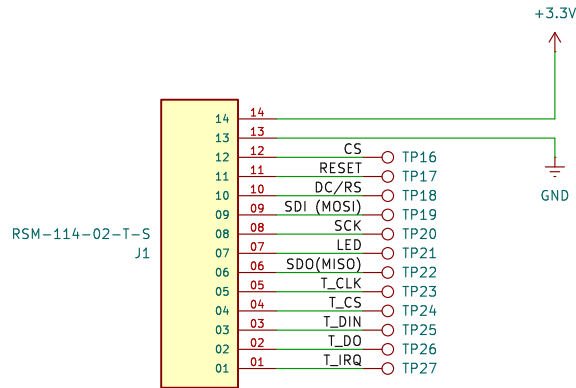 +3.3V
14 14
13 13
12 12 CS TP16
11 11 RESET TP17
GND
10 10 DC/RS TP18
09 09 SDI (MOSI) TP19
RSM-114-02-T-S 08 08 SCK TP20
J1 07 07 LED TP21
06 06 SDO(MISO) TP22
05 05 T_CLK TP23
04 04 T_CS TP24
03 03 T_DIN TP25
02 02 T_DO TP26
01 01 T_IRQ TP27